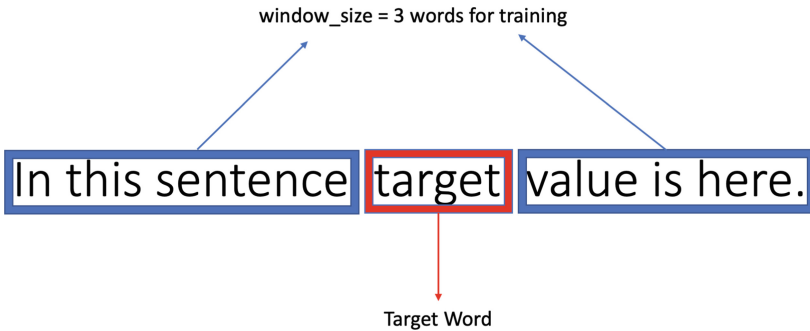 window_size = 3 words for training
In this sentence target value is here.
Target Word